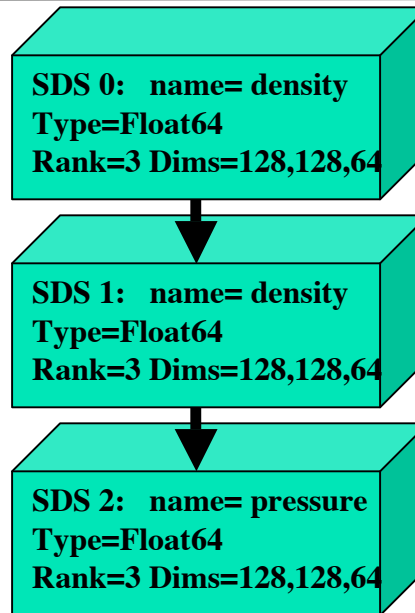 SDS 0: name= density
Type=Float64
Rank=3 Dims=128,128,64
SDS 1: name= density
Type=Float64
Rank=3 Dims=128,128,64
SDS 2: name= pressure
Type=Float64
Rank=3 Dims=128,128,64